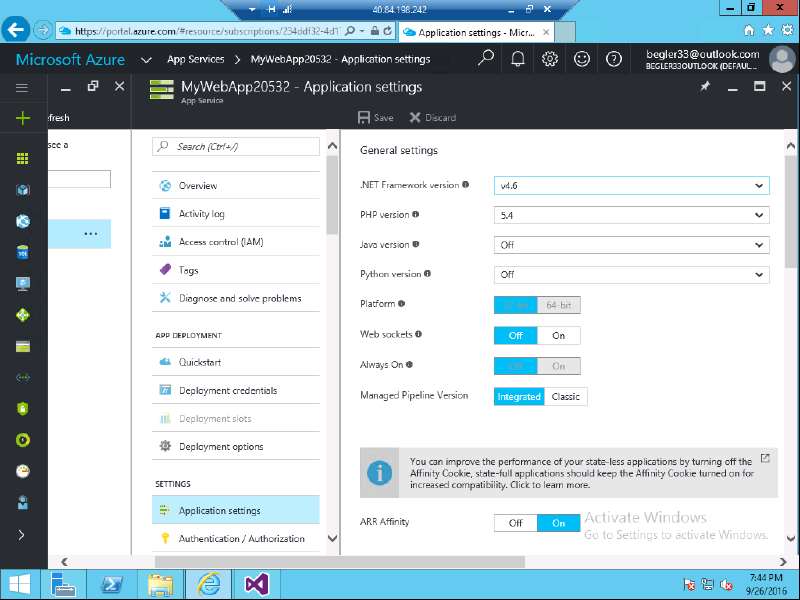 40.84.198.242
https://portal.azure.com/#resource/subscriptions/234ddf32-4d1
Application settings - Micr...
Microsoft Azure
App Services
MyWebApp20532 - Application settings
begler33@outlook.com
BEGLER33OUTLOOK (DEFAU...
MyWebApp20532 - Application settings
App Service
efresh
Save
Discard
see a
Search (Ctrl+/)
Overview
Activity log
Access control (IAM)
Tags
Diagnose and solve problems
APP DEPLOYMENT
Quickstart
Deployment credentials
Deployment slots
Deployment options
SETTINGS
Application settings
Authentication / Authorization
General settings
.NET Framework version
v4.6
PHP version
5.4
Java version
Off
Python version
Off
Platform
64-bit
Web sockets
Off
On
Always On
On
Managed Pipeline Version
Integrated
Classic
You can improve the performance of your state-less applications by turning off the
Affinity Cookie, state-full applications should keep the Affinity Cookie turned on for
increased compatibility. Click to learn more.
ARR Affinity
Off
On
Activate Windows
Go to Settings to activate Windows.
7:44 PM
9/26/2016